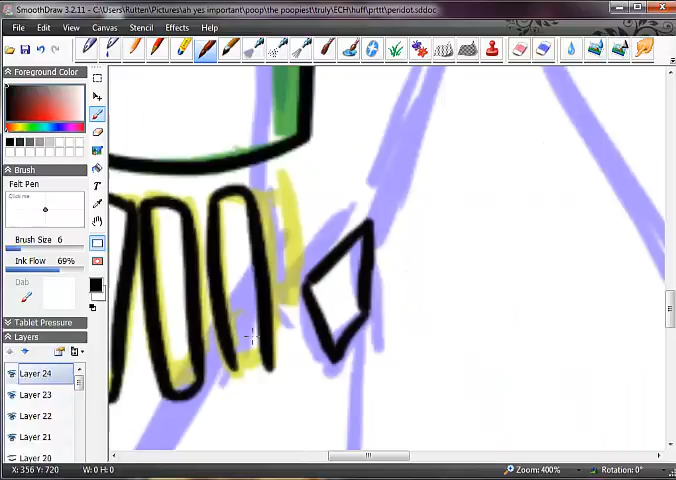 SmoothDraw 3.2.11 - C:\Users\Rutten\Pictures\ah yes important\poop\the poopiest\truly\ECH\huff\prttt\peridot.sddoc
File Edit View Canvas Stencil Effects Help
Foreground Color
Brush
Felt Pen
Click me
Brush Size 6
Ink Flow 69%
Dab
Tablet Pressure
Layers
Layer 24
Layer 23
Layer 22
Layer 21
Layer 20
X: 356 Y: 720 W: 0 H: 0 Zoom: 400% Rotation: 0°